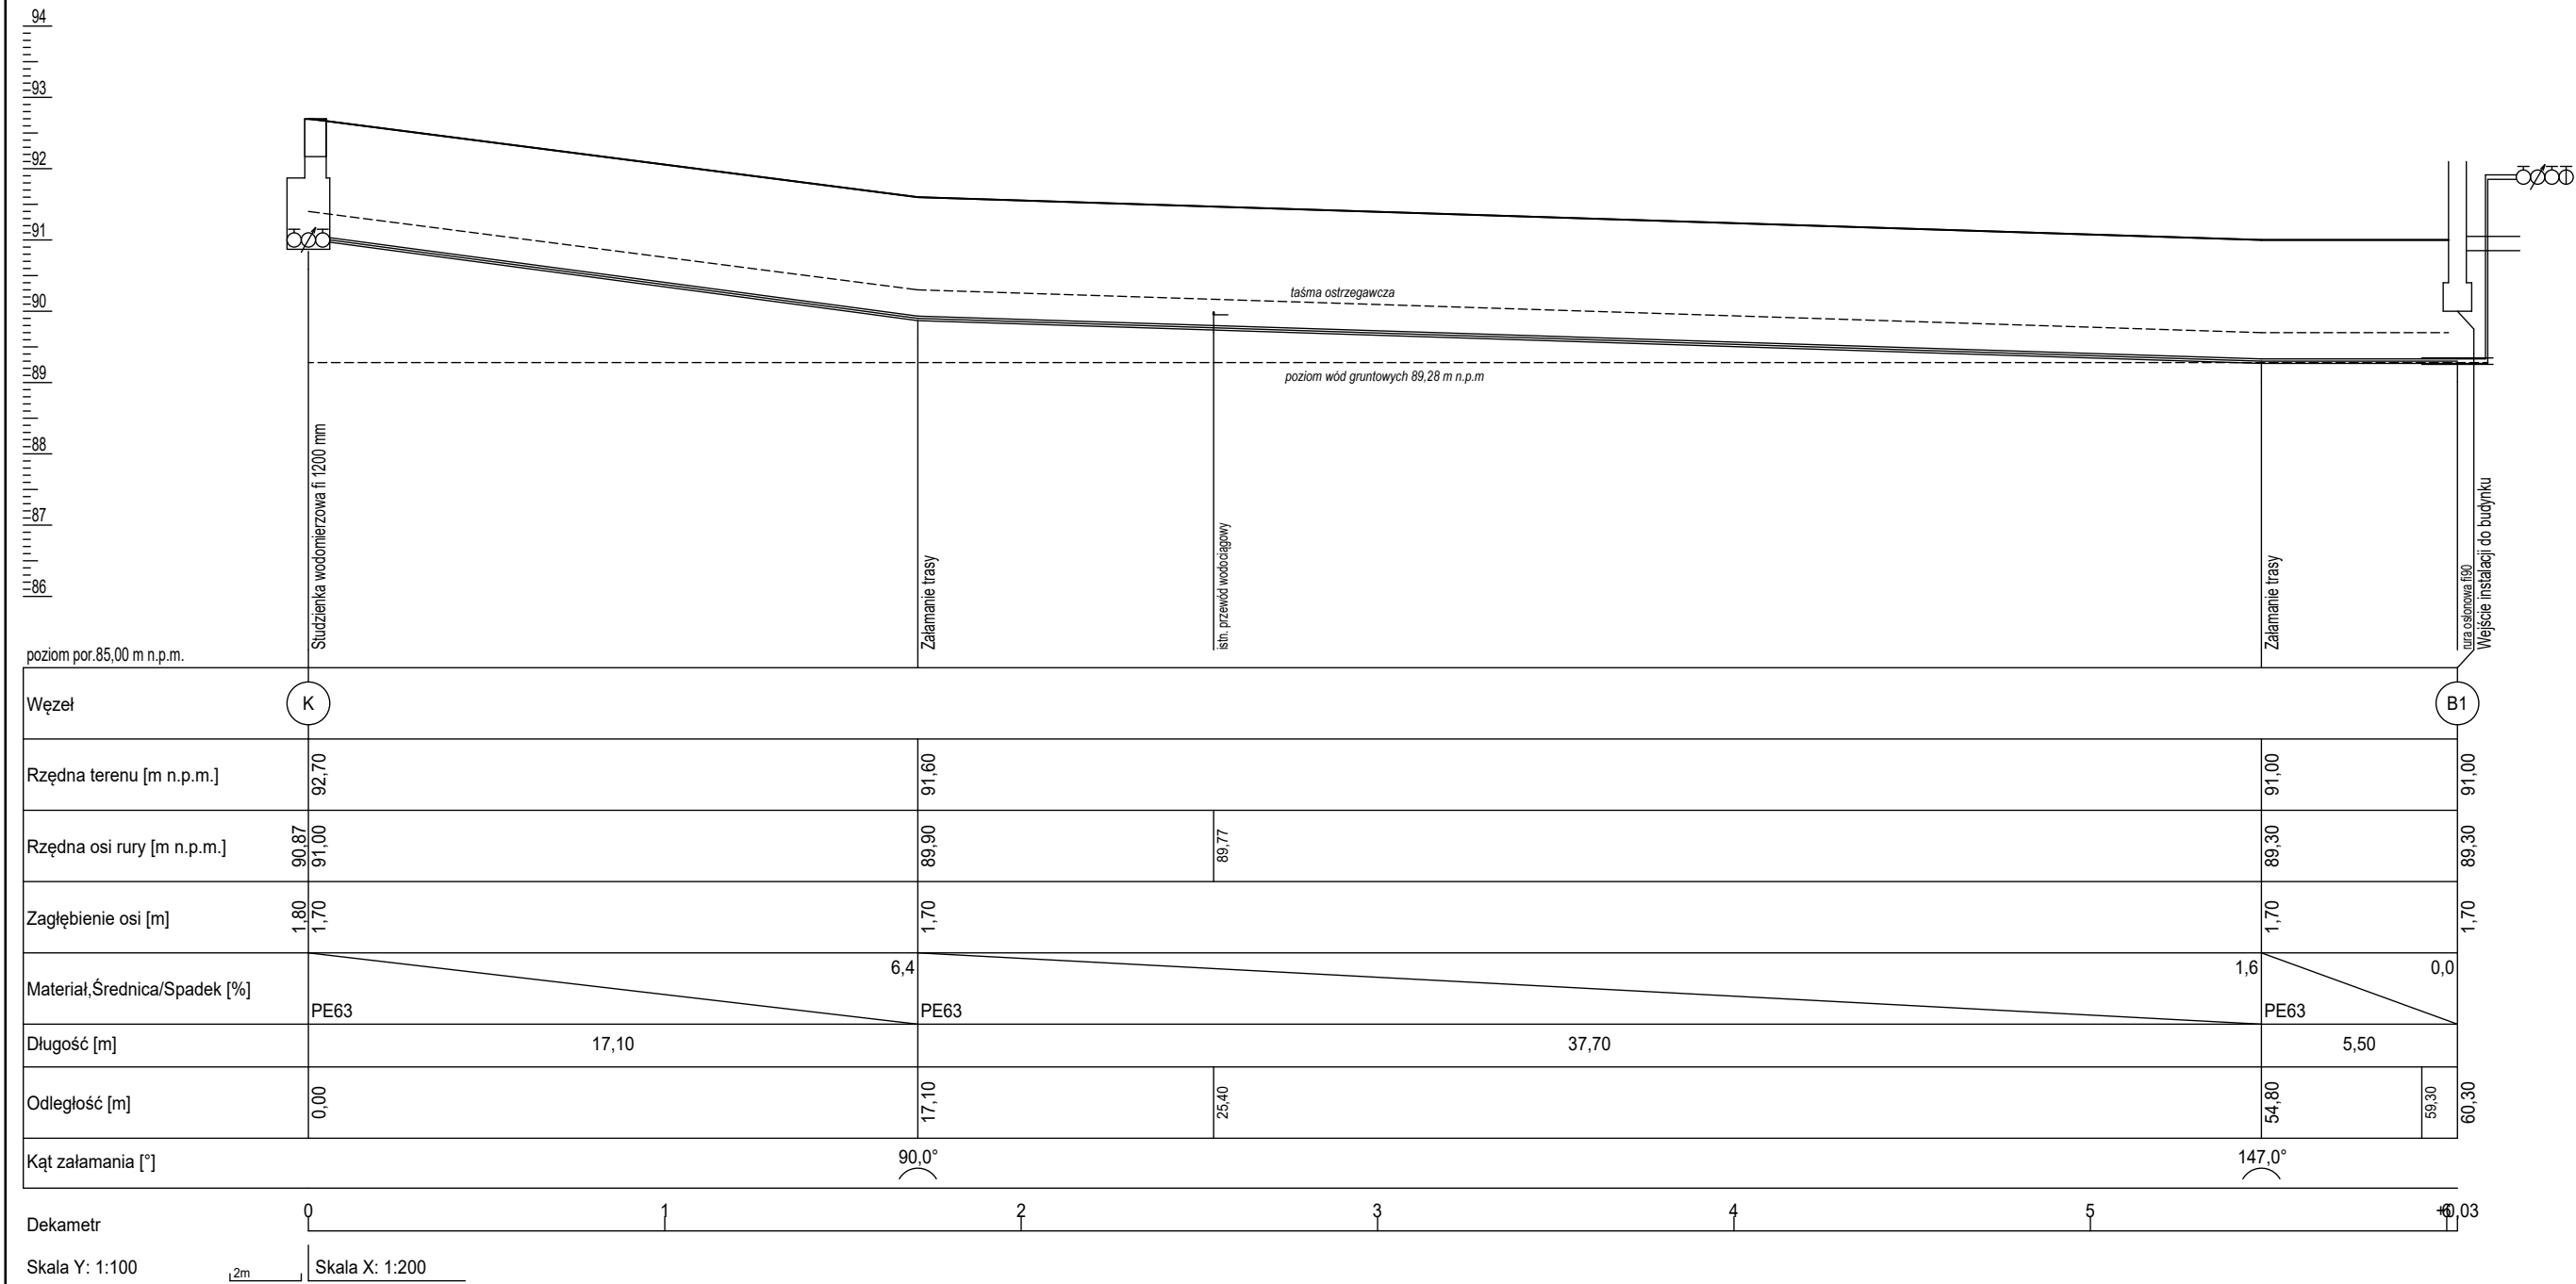 94
93
92
91
90
89
88
87
86
taśma ostrzegawcza
poziom wód gruntowych 89,28 m n.p.m
Studzienka wodomierzowa fi 1200 mm
Załamanie trasy
istn. przewód wodociągowy
Załamanie trasy
rura osłonowa fi90
Wejście instalacji do budynku
poziom por.85,00 m n.p.m.
Węzeł K B1
Rzędna terenu [m n.p.m.] 92,70 91,60 91,00 91,00
Rzędna osi rury [m n.p.m.] 90,87 91,00 89,90 89,77 89,30 89,30
Zagłębienie osi [m] 1,80 1,70 1,70 1,70 1,70
6,4 1,6 0,0
Materiał,Średnica/Spadek [%]
PE63 PE63 PE63
Długość [m] 17,10 37,70 5,50
Odległość [m] 0,00 17,10 25,40 54,80 59,30 60,30
Kąt załamania [°] 90,0° 147,0°
Dekametr 0 1 2 3 4 5 6 +0,03
Skala Y: 1:100 2m Skala X: 1:200